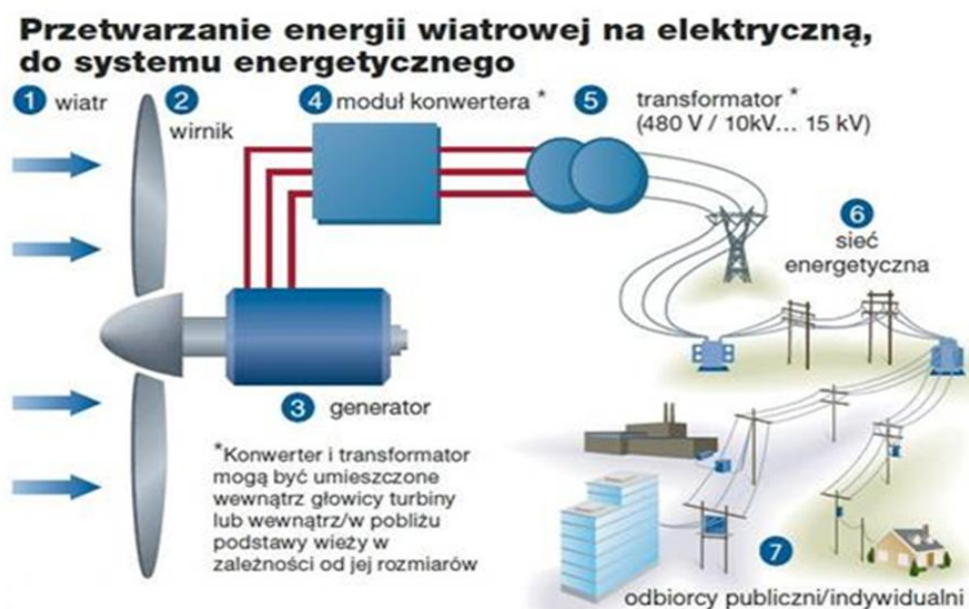 Przetwarzanie energii wiatrowej na elektryczną,
do systemu energetycznego
1 wiatr
2
wirnik
4 moduł konwertera *
5 transformator *
(480 V / 10kV... 15 kV)
6
sieć
energetyczna
3 generator
*Konwerter i transformator
mogą być umieszczone
wewnątrz głowicy turbiny
lub wewnątrz/w pobliżu
podstawy wieży w
zależności od jej rozmiarów
7
odbiorcy publiczni/indywidualni